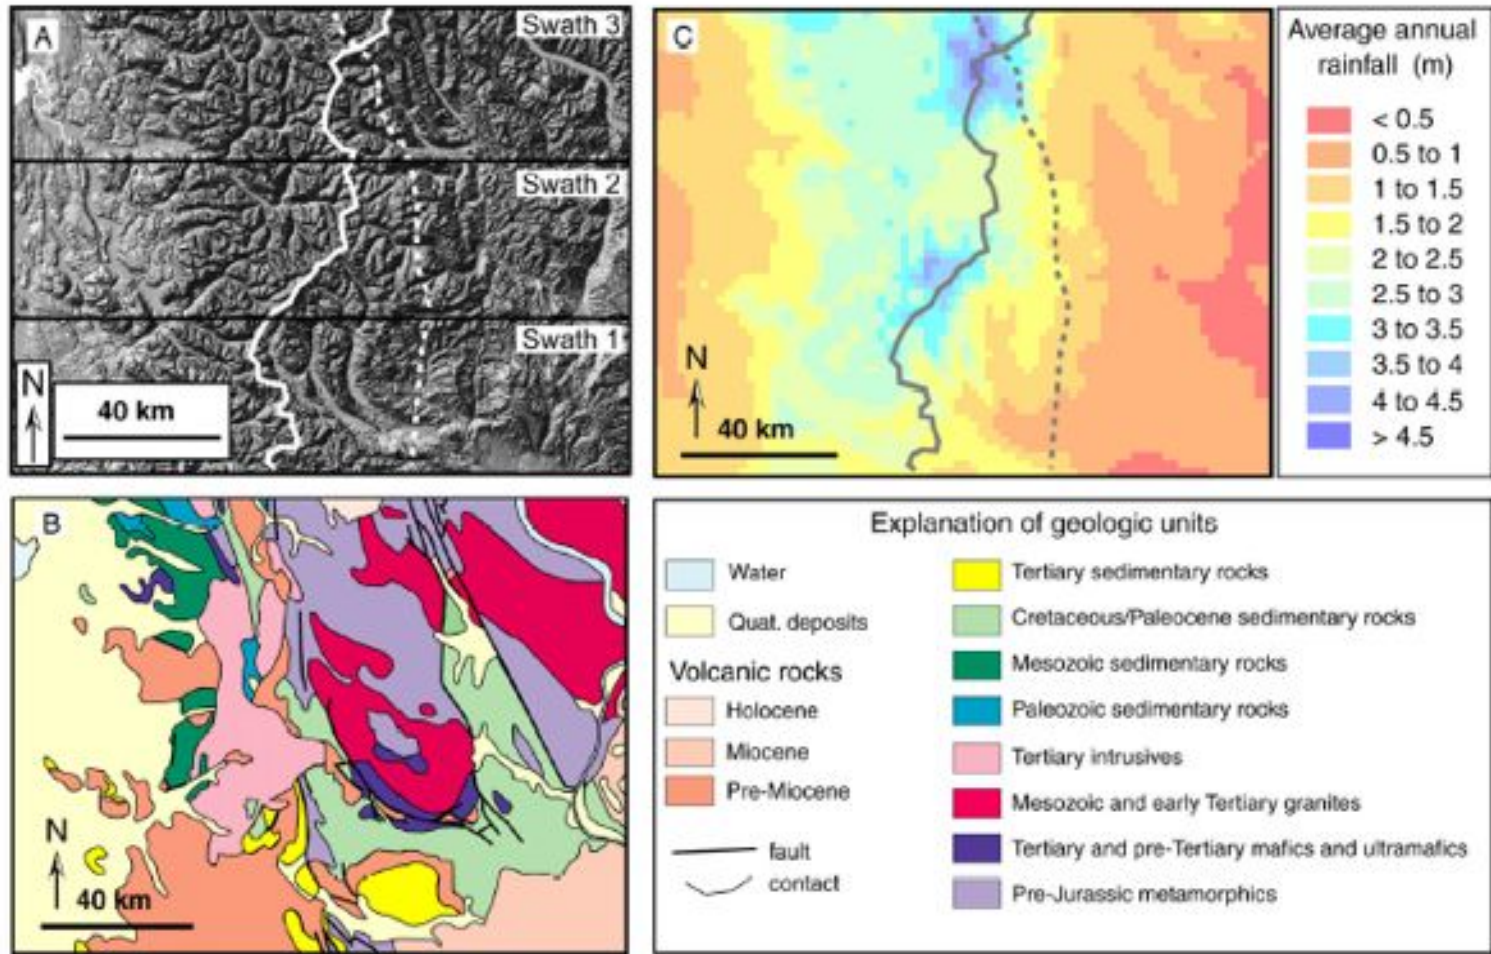 A
Swath 3
Swath 2
Swath 1
N
40 km
C
N
40 km
Average annual
rainfall (m)
< 0.5
0.5 to 1
1 to 1.5
1.5 to 2
2 to 2.5
2.5 to 3
3 to 3.5
3.5 to 4
4 to 4.5
> 4.5
B
N
40 km
Explanation of geologic units
Water
Quat. deposits
Volcanic rocks
Holocene
Miocene
Pre-Miocene
fault
contact
Tertiary sedimentary rocks
Cretaceous/Paleocene sedimentary rocks
Mesozoic sedimentary rocks
Paleozoic sedimentary rocks
Tertiary intrusives
Mesozoic and early Tertiary granites
Tertiary and pre-Tertiary mafics and ultramafics
Pre-Jurassic metamorphics